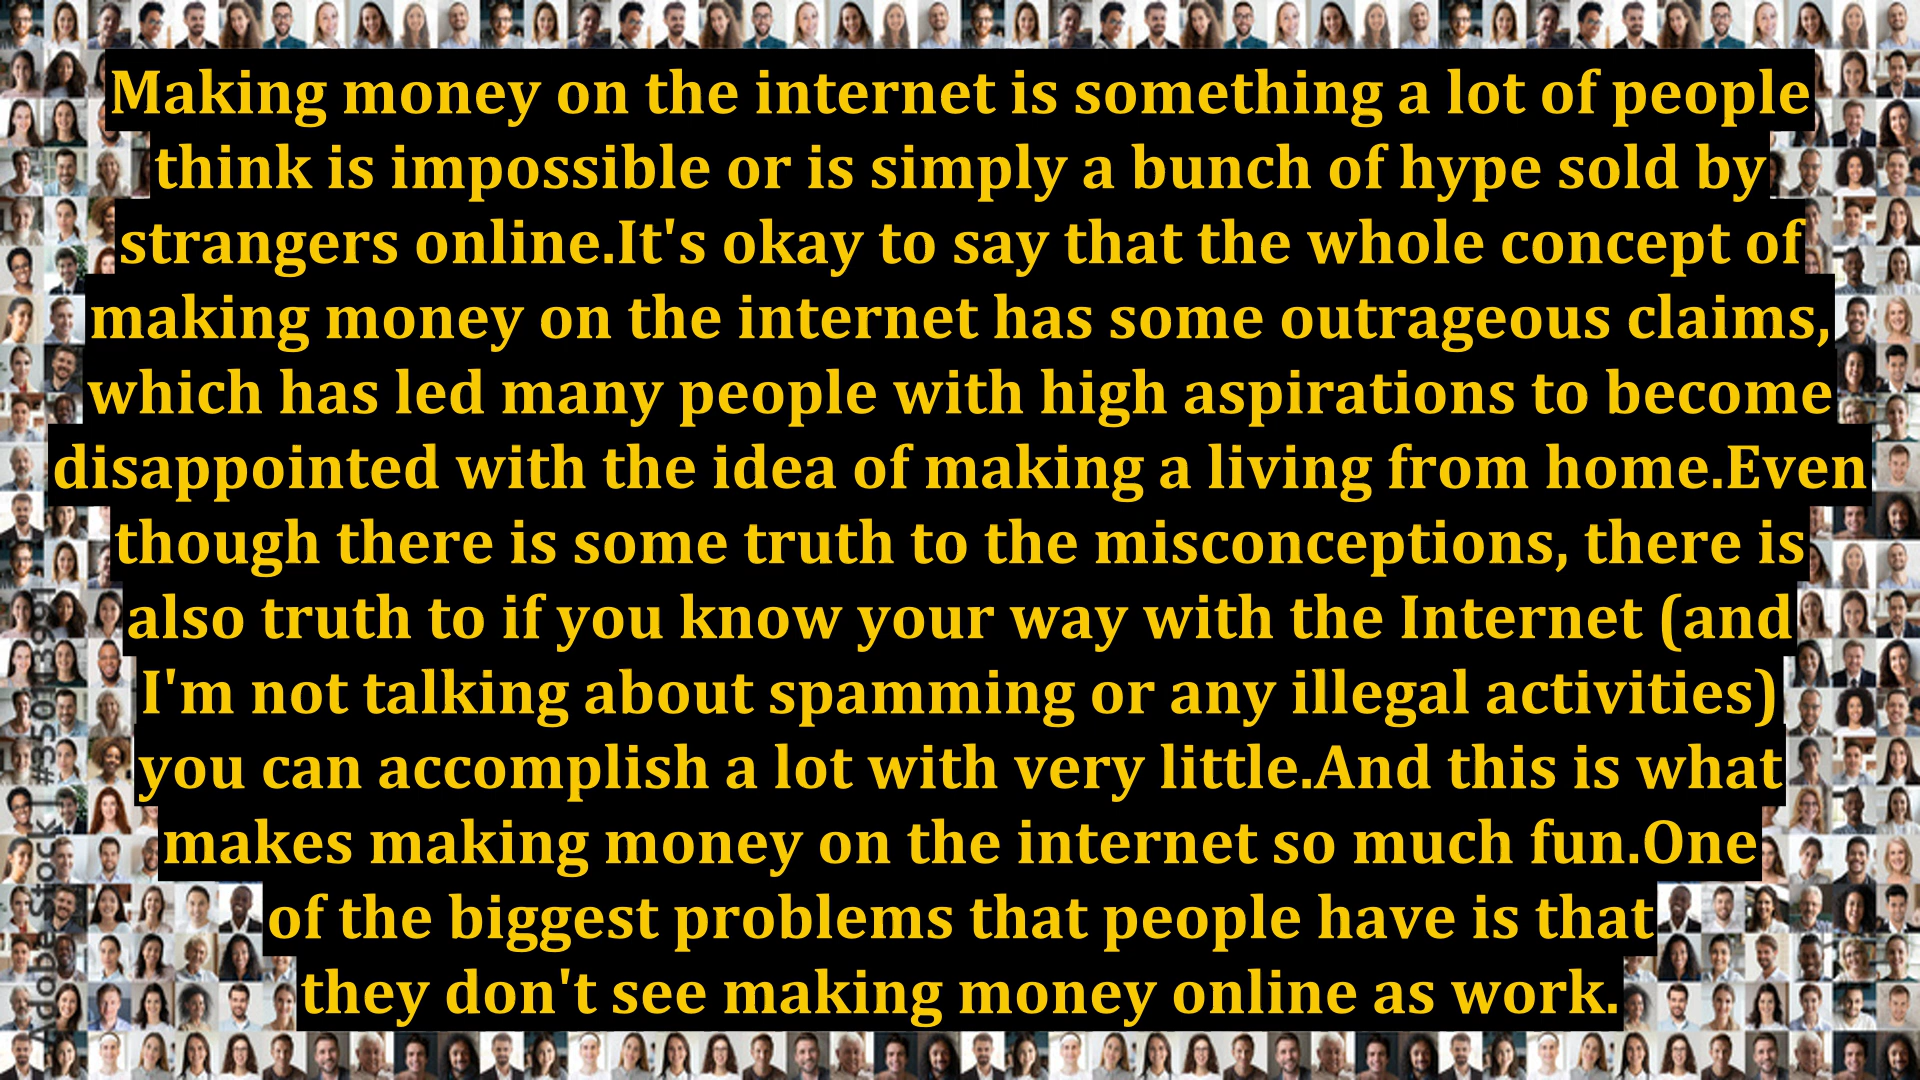 Making money on the internet is something a lot of people
think is impossible or is simply a bunch of hype sold by
strangers online.It's okay to say that the whole concept of
making money on the internet has some outrageous claims,
which has led many people with high aspirations to become
disappointed with the idea of making a living from home.Even
though there is some truth to the misconceptions, there is
also truth to if you know your way with the Internet (and
I'm not talking about spamming or any illegal activities)
you can accomplish a lot with very little.And this is what
makes making money on the internet so much fun.One
of the biggest problems that people have is that
they don't see making money online as work.
Adobe Stock